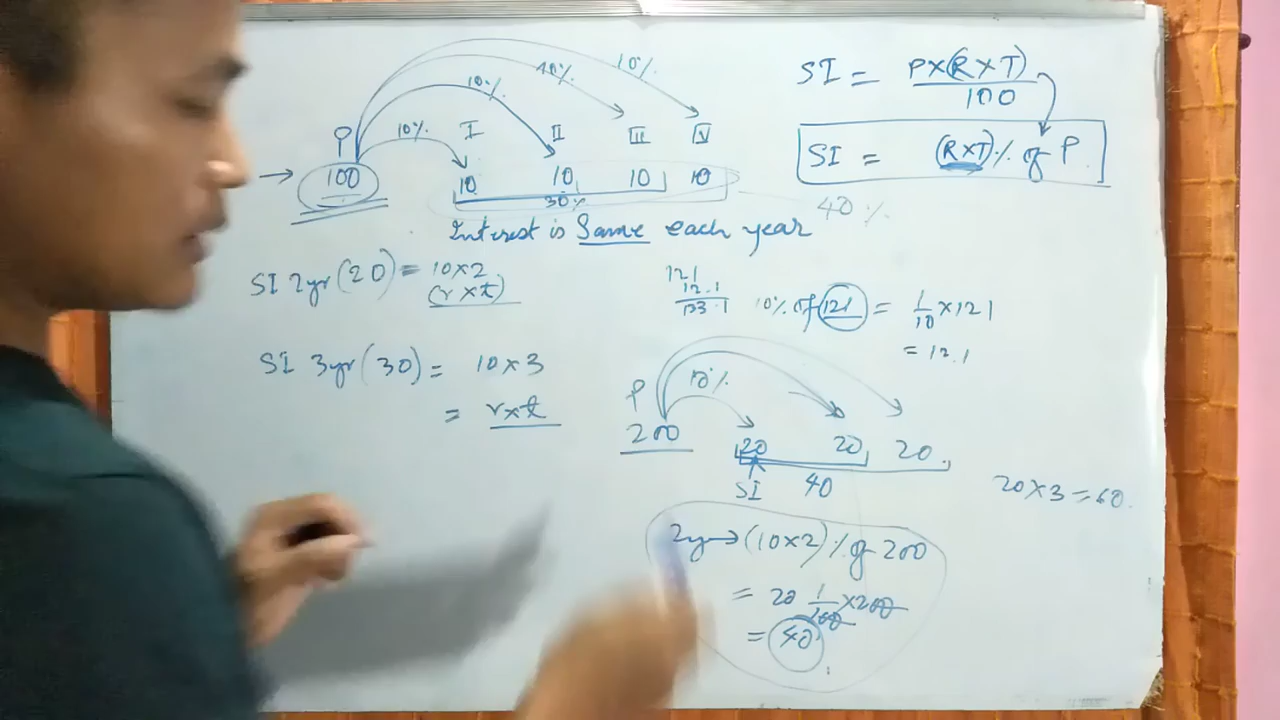 10% 10% 10% 10%
P I II III IV
→ 100 10 10 10 10
30%
Interest is Same each year
SI 2yr (20) = 10×2
(r×t)
SI 3yr (30) = 10×3
= r×t
SI = P×(R×T)/100
SI = (R×T)% of P
40%
121
12.1
133.1
10% of 121 = 1/10 ×121
= 12.1
P 10%
200 20 20 20
SI 40
20×3=60.
2yr→(10×2)% of 200
= 20 1/100 ×200
= 40